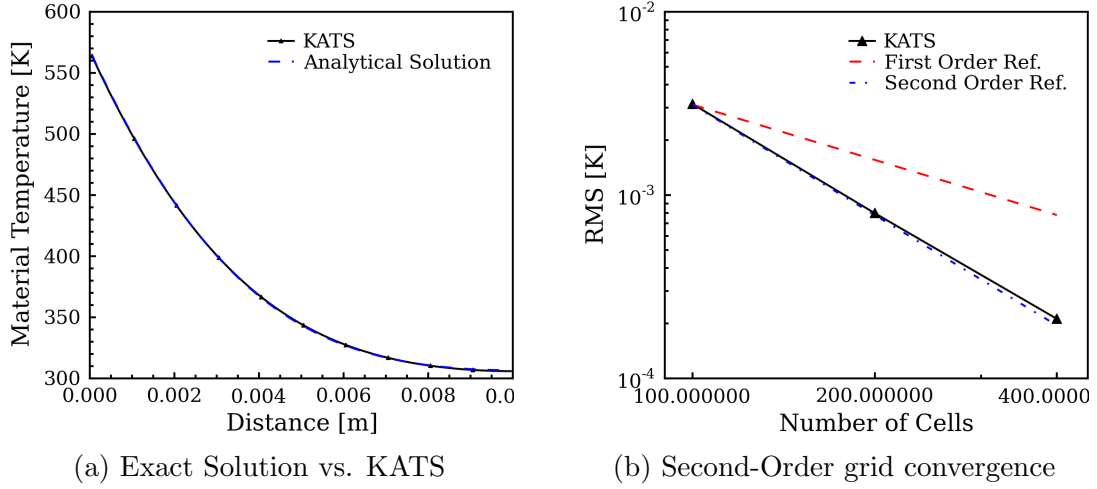 600
550
500
450
400
350
300
Material Temperature [K]
KATS
Analytical Solution
0.000 0.002 0.004 0.006 0.008 0.0
Distance [m]
(a) Exact Solution vs. KATS
10⁻²
10⁻³
10⁻⁴
RMS [K]
KATS
First Order Ref.
Second Order Ref.
100.000000 200.000000 400.0000
Number of Cells
(b) Second-Order grid convergence